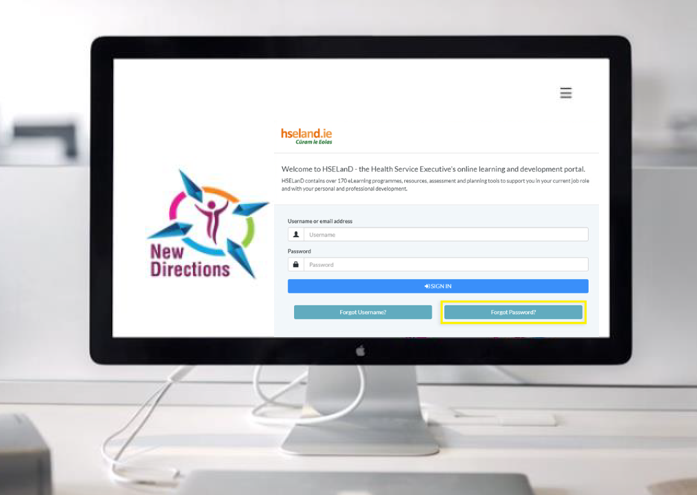 hseland.ie
Cúram le Eolas
Welcome to HSELanD - the Health Service Executive's online learning and development portal.
HSELanD contains over 170 eLearning programmes, resources, assessment and planning tools to support you in your current job role
and with your personal and professional development.
New
Directions
Username or email address
Username
Password
Password
SIGN IN
Forgot Username?
Forgot Password?